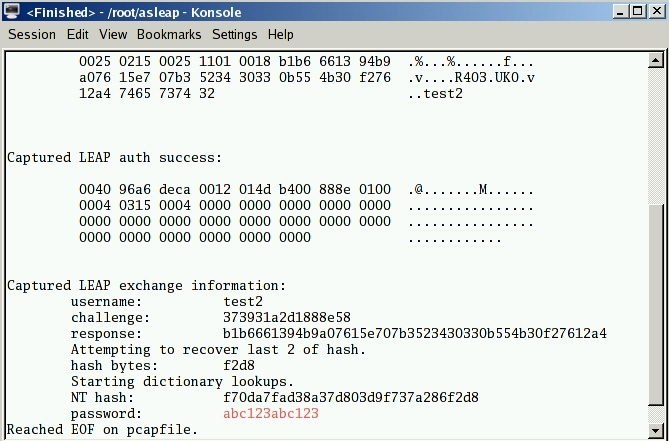 <Finished> - /root/asleap - Konsole
Session Edit View Bookmarks Settings Help
0025 0215 0025 1101 0018 b1b6 6613 94b9 .%...%......f...
a076 15e7 07b3 5234 3033 0b55 4b30 f276 .v....R403.UK0.v
12a4 7465 7374 32 ..test2
Captured LEAP auth success:
0040 96a6 deca 0012 014d b400 888e 0100 .@.......M......
0004 0315 0004 0000 0000 0000 0000 0000 ................
0000 0000 0000 0000 0000 0000 0000 0000 ................
0000 0000 0000 0000 0000 0000 ............
Captured LEAP exchange information:
username: test2
challenge: 373931a2d1888e58
response: b1b6661394b9a07615e707b3523430330b554b30f27612a4
Attempting to recover last 2 of hash.
hash bytes: f2d8
Starting dictionary lookups.
NT hash: f70da7fad38a37d803d9f737a286f2d8
password: abc123abc123
Reached EOF on pcapfile.